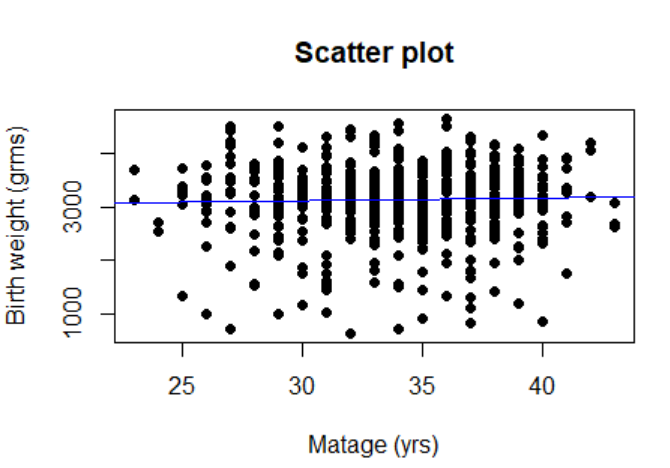 Scatter plot
Birth weight (grms)
3000
1000
25 30 35 40
Matage (yrs)